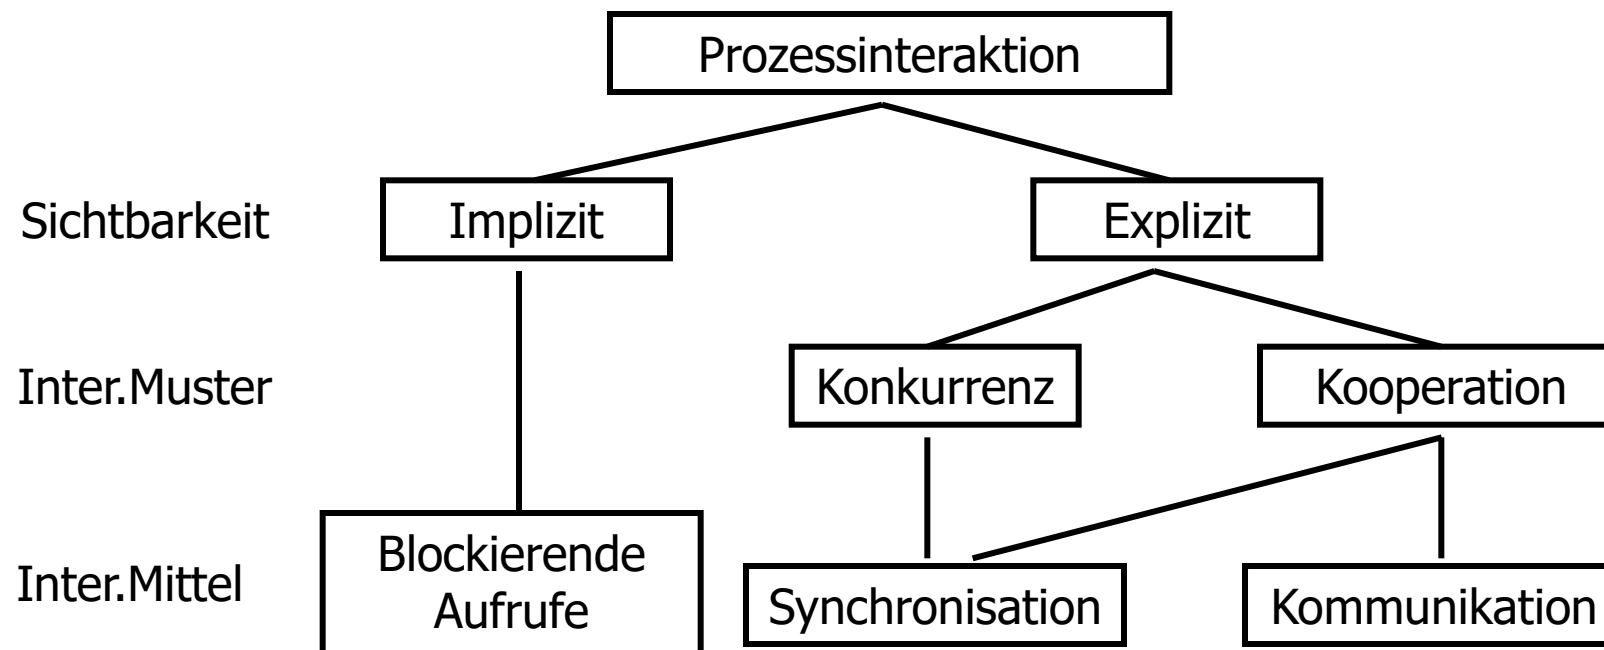 Prozessinteraktion
Sichtbarkeit
Implizit
Explizit
Inter.Muster
Konkurrenz
Kooperation
Inter.Mittel
Blockierende
Aufrufe
Synchronisation
Kommunikation